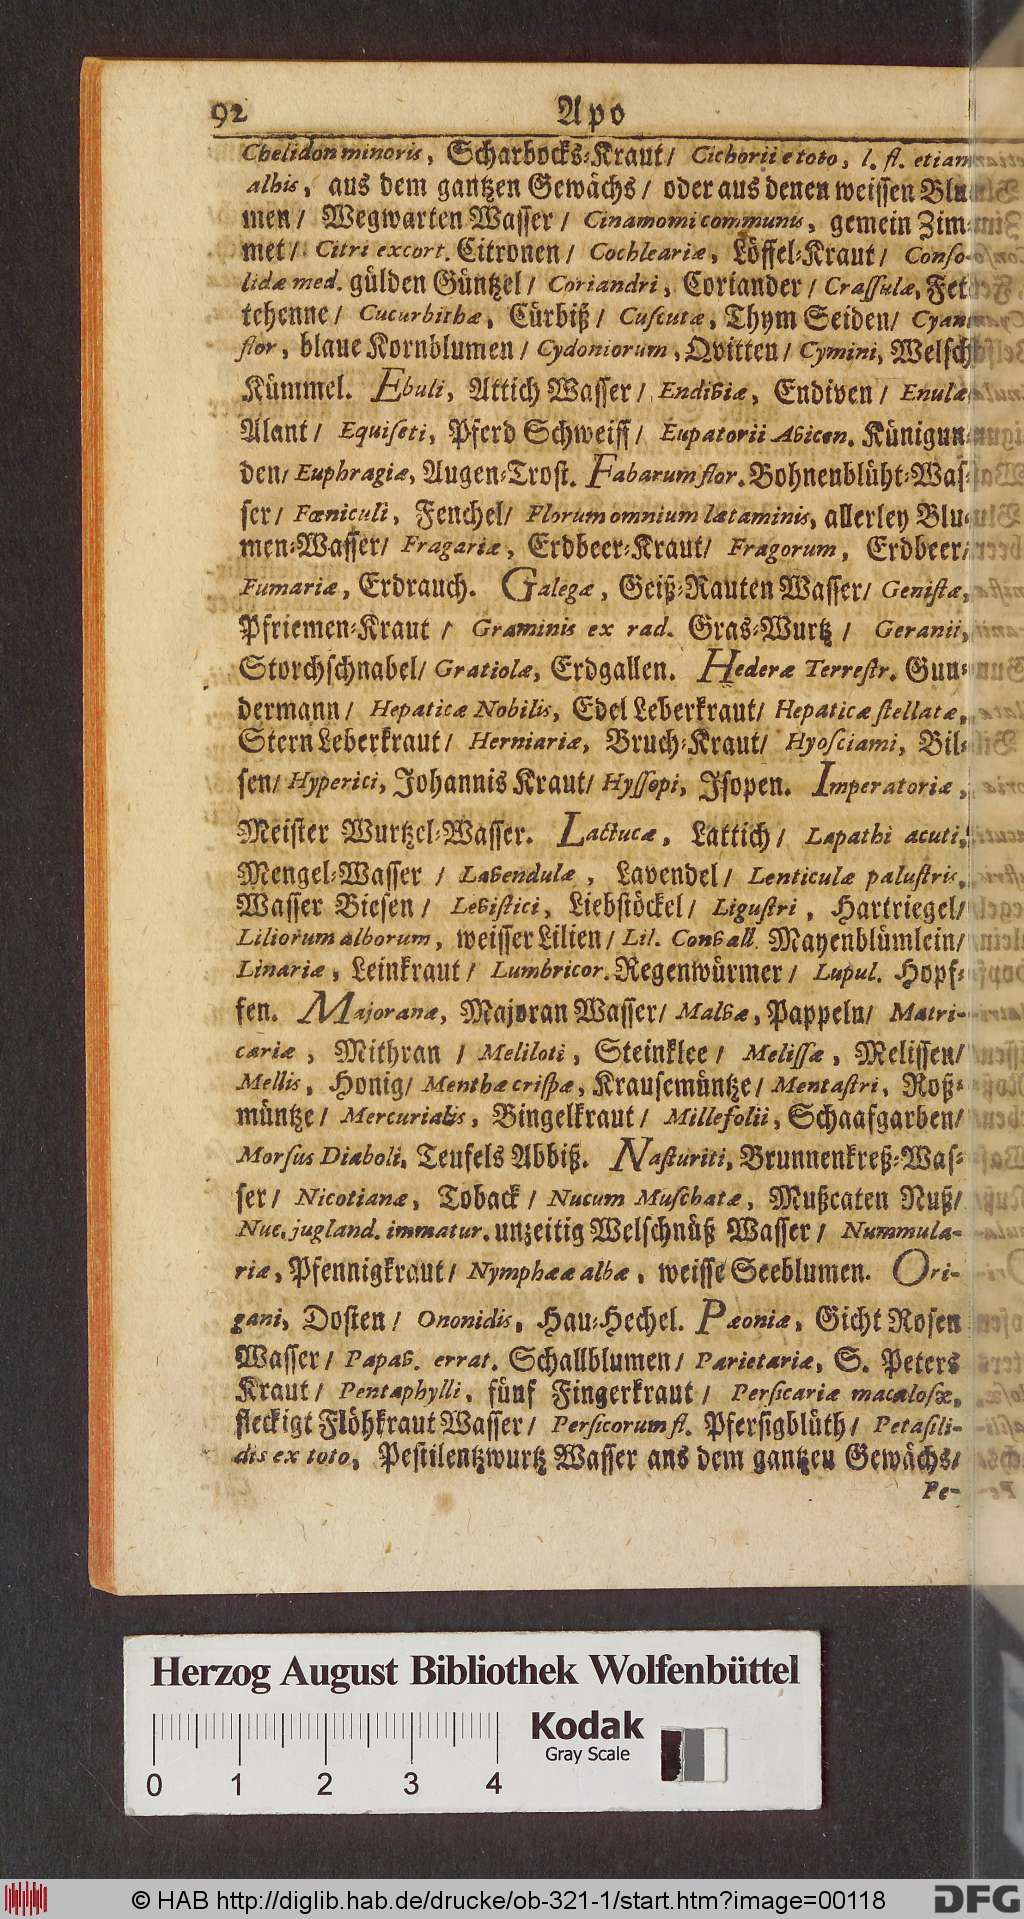 92 Apo
Chelidon minoris, Scharbocks-Kraut/ Cichorii e toto, l. fl. etiam
albis, aus dem gantzen Gewächs/ oder aus denen weissen Blu-
men/ Wegwarten Wasser/ Cinamomi communis, gemein Zim-
met/ Citri excort. Citronen/ Cochleariæ, Löffel-Kraut/ Conso-
lidæ med. gülden Güntzel/ Coriandri, Coriander/ Crassulæ, Fet-
tehenne/ Cucurbithæ, Cürbiß/ Cuscutæ, Thym Seiden/ Cyan
flor, blaue Kornblumen/ Cydoniorum, Qvitten/ Cymini, Welsch
Kümmel. Ebuli, Attich Wasser/ Endiviæ, Endiven/ Enulæ
Alant/ Equiseti, Pferd Schweiff/ Eupatorii Avicen. Künigun-
den/ Euphragiæ, Augen-Trost. Fabarum flor. Bohnenblüht-Was-
ser/ Fœniculi, Fenchel/ Florum omnium lætaminis, allerley Blu-
men-Wasser/ Fragariæ, Erdbeer-Kraut/ Fragorum, Erdbeer/
Fumariæ, Erdrauch. Galegæ, Geiß-Rauten Wasser/ Genistæ,
Pfriemen-Kraut/ Graminis ex rad. Gras-Wurtz/ Geranii,
Storchschnabel/ Gratiolæ, Erdgallen. Hederæ Terrestr. Gun-
dermann/ Hepaticæ Nobilis, Edel Leberkraut/ Hepaticæ stellatæ,
Stern Leberkraut/ Herniariæ, Bruch-Kraut/ Hyosciami, Bil-
sen/ Hyperici, Johannis Kraut/ Hyssopi, Isopen. Imperatoriæ,
Meister Wurtzel-Wasser. Lactucæ, Lattich/ Lapathi acuti,
Mengel-Wasser/ Lavendulæ, Lavendel/ Lenticulæ palustris,
Wasser Biesen/ Levistici, Liebstöckel/ Ligustri, Hartriegel/
Liliorum alborum, weisser Lilien/ Lil. Convall. Mayenblümlein/
Linariæ, Leinkraut/ Lumbricor. Regenwürmer/ Lupul. Hopf-
fen. Majoranæ, Majoran Wasser/ Malvæ, Pappeln/ Matri-
cariæ, Mithran/ Meliloti, Steinklee/ Melissæ, Melissen/
Mellis, Honig/ Menthæ crispæ, Krausemüntze/ Mentastri, Roß-
müntze/ Mercurialis, Bingelkraut/ Millefolii, Schaafgarben/
Morsus Diaboli, Teufels Abbiß. Nasturiti, Brunnenkreß-Was-
ser/ Nicotianæ, Toback/ Nucum Muschatæ, Mußcaten Nuß/
Nuc. jugland. immatur. unzeitig Welschnüß Wasser/ Nummula-
riæ, Pfennigkraut/ Nymphææ albæ, weisse Seeblumen. Ori-
gani, Dosten/ Ononidis, Hau-Hechel. Pæoniæ, Gicht Rosen
Wasser/ Papav. errat. Schallblumen/ Parietariæ, S. Peters
Kraut/ Pentaphylli, fünf Fingerkraut/ Persicariæ macalosæ,
fleckigt Flöhkraut Wasser/ Persicorum fl. Pfersigblüth/ Petasili-
dis ex toto, Pestilentzwurtz Wasser ans dem gantzen Gewächs/
Pe-
Herzog August Bibliothek Wolfenbüttel
Kodak
Gray Scale
0 1 2 3 4
© HAB http://diglib.hab.de/drucke/ob-321-1/start.htm?image=00118
DFG